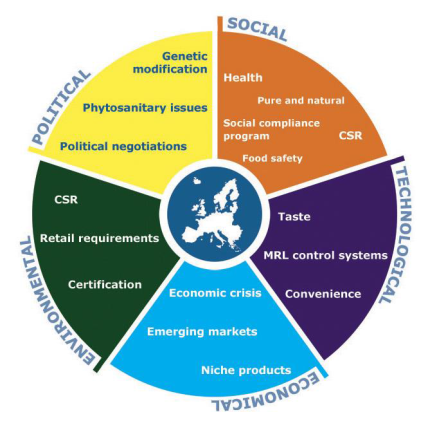 SOCIAL
Health
Pure and natural
Social compliance
program
CSR
Food safety
TECHNOLOGICAL
Taste
MRL control systems
Convenience
ECONOMICAL
Economic crisis
Emerging markets
Niche products
ENVIRONMENTAL
CSR
Retail requirements
Certification
POLITICAL
Genetic
modification
Phytosanitary issues
Political negotiations